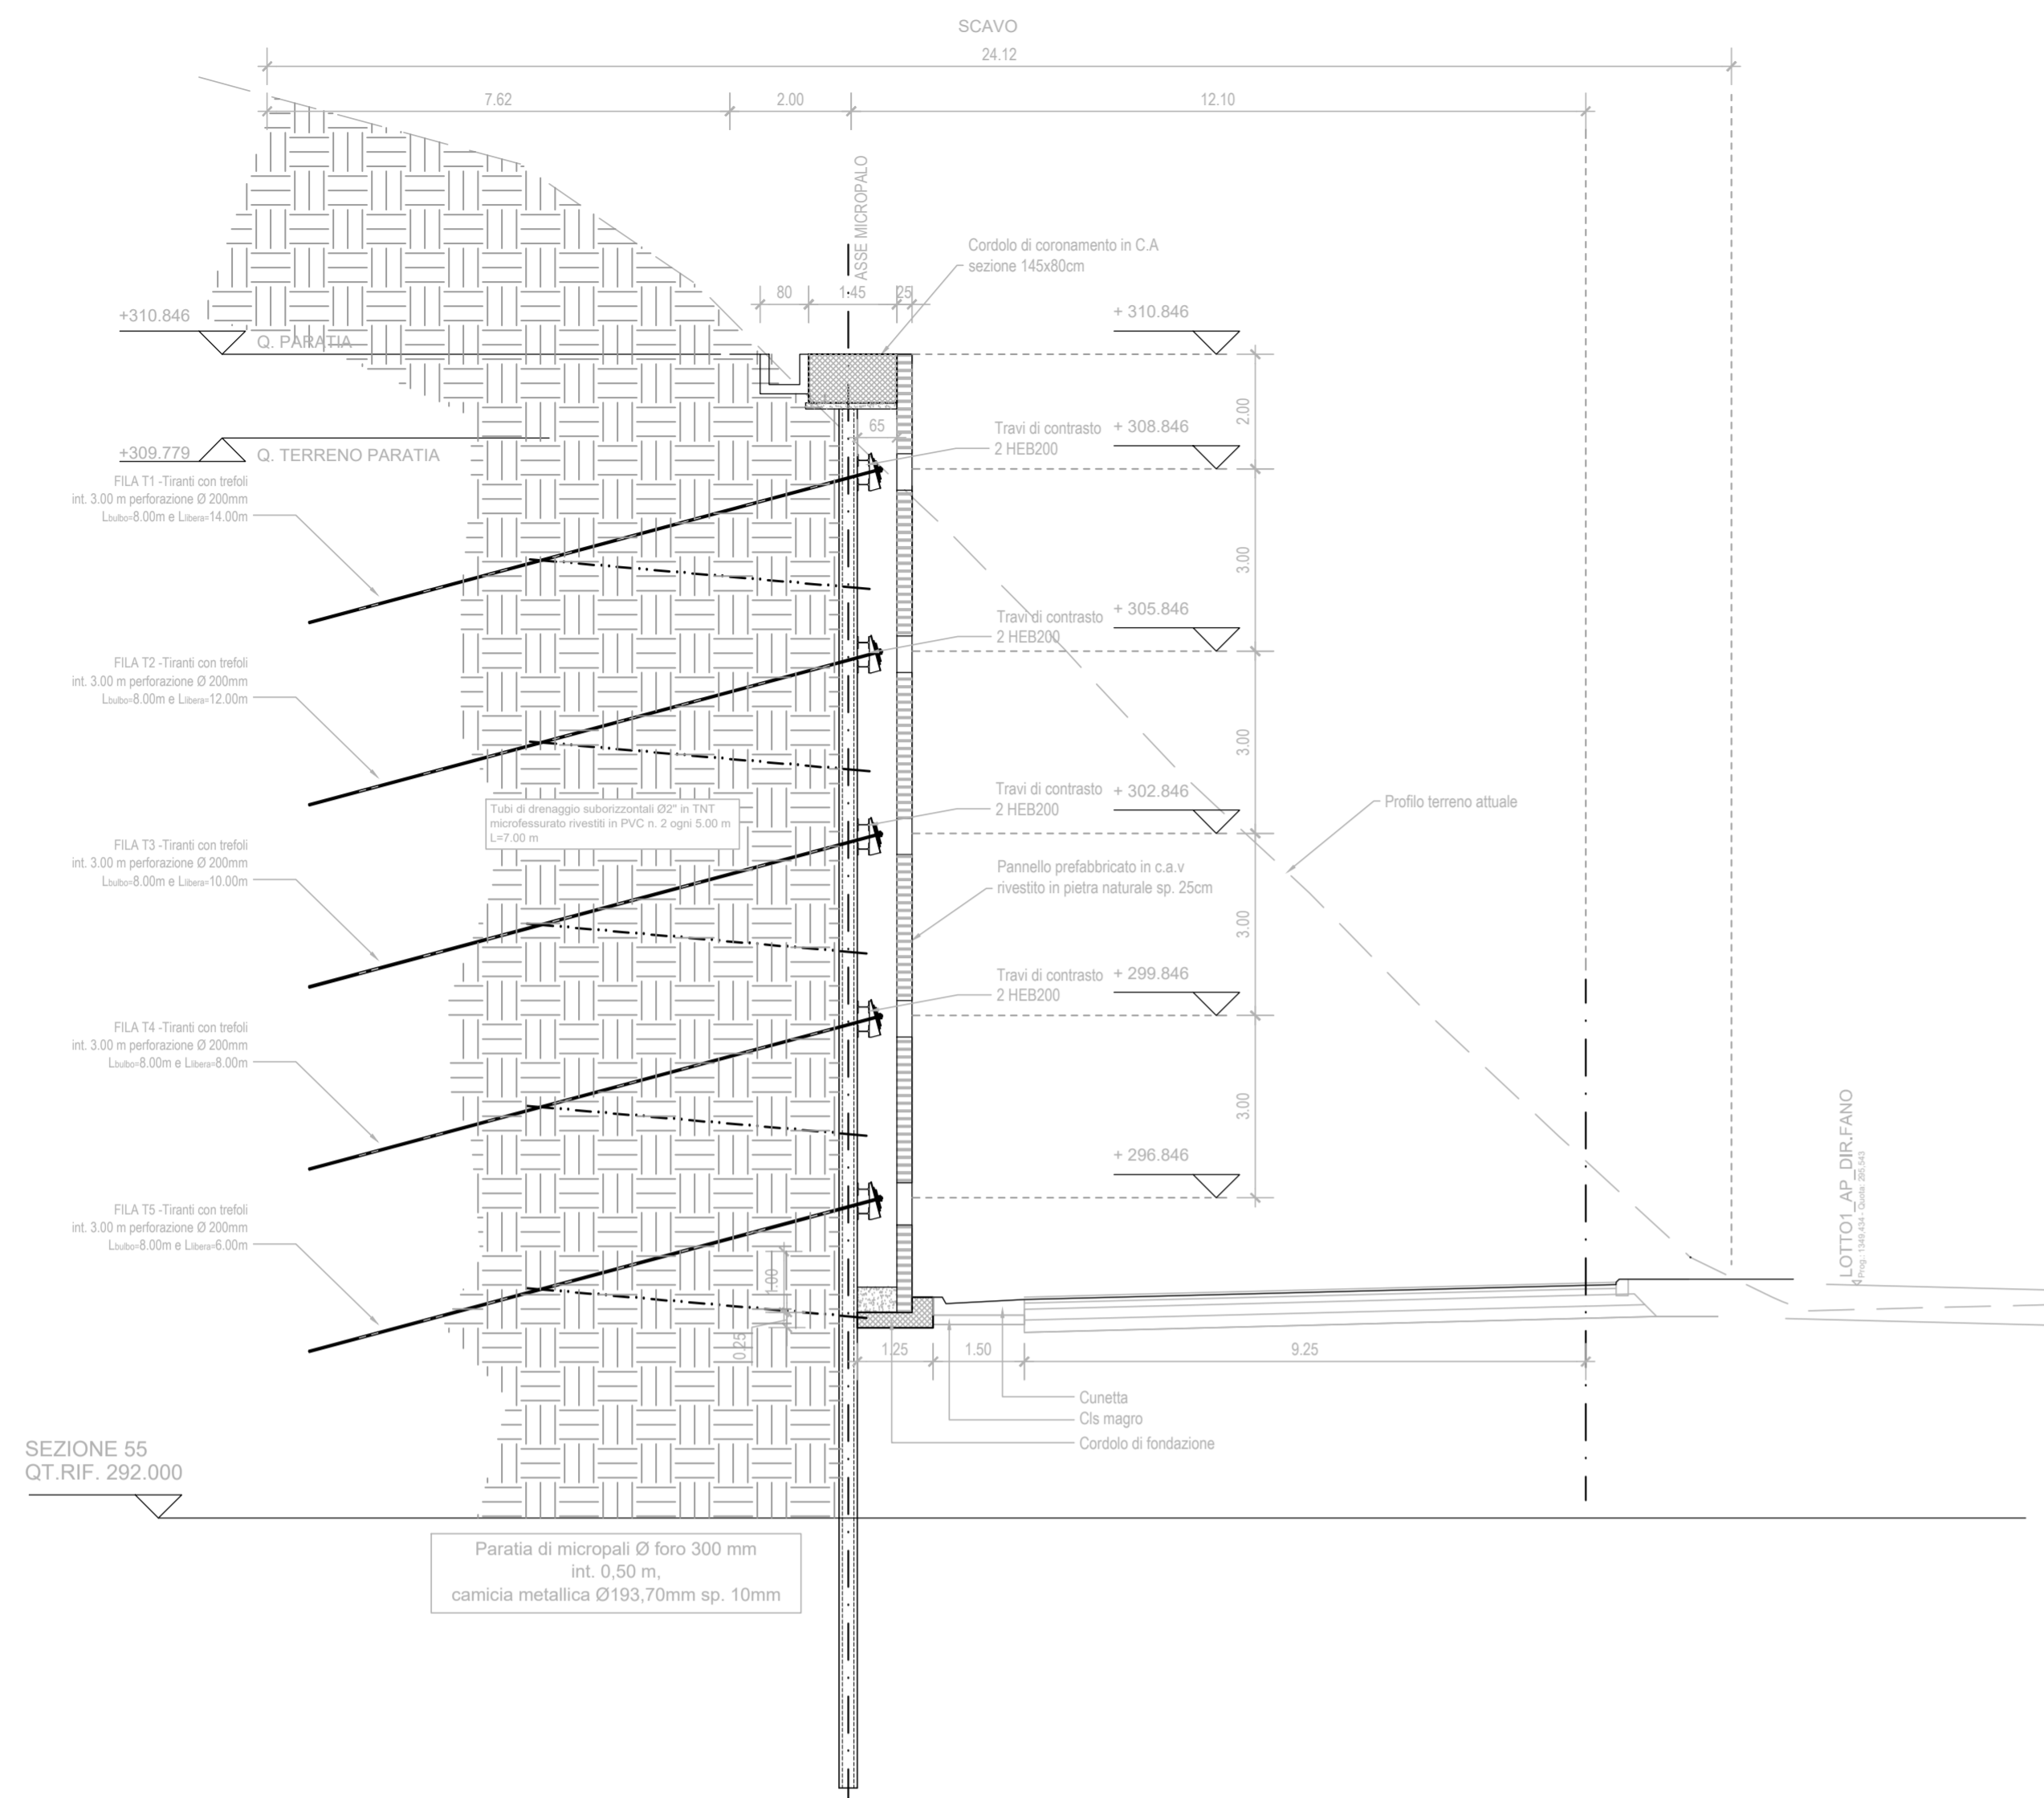 SCAVO
24.12
7.62
2.00
12.10
ASSE MICROPALO
Cordolo di coronamento in C.A
sezione 145x80cm
80
1.45
25
+310.846
Q. PARATIA
+ 310.846
2.00
+309.779
Q. TERRENO PARATIA
65
Travi di contrasto
2 HEB200
+ 308.846
FILA T1 -Tiranti con trefoli
int. 3.00 m perforazione Ø 200mm
Lbulbo=8.00m e Llibera=14.00m
3.00
Travi di contrasto
2 HEB200
+ 305.846
FILA T2 -Tiranti con trefoli
int. 3.00 m perforazione Ø 200mm
Lbulbo=8.00m e Llibera=12.00m
3.00
Travi di contrasto
2 HEB200
+ 302.846
Profilo terreno attuale
Tubi di drenaggio suborizzontali Ø2" in TNT
microfessurato rivestiti in PVC n. 2 ogni 5.00 m
L=7.00 m
FILA T3 -Tiranti con trefoli
int. 3.00 m perforazione Ø 200mm
Lbulbo=8.00m e Llibera=10.00m
Pannello prefabbricato in c.a.v
rivestito in pietra naturale sp. 25cm
3.00
Travi di contrasto
2 HEB200
+ 299.846
FILA T4 -Tiranti con trefoli
int. 3.00 m perforazione Ø 200mm
Lbulbo=8.00m e Llibera=8.00m
3.00
+ 296.846
LOTTO1_AP_DIR.FANO
Prog.: 1349.434 - Quota: 295.543
FILA T5 -Tiranti con trefoli
int. 3.00 m perforazione Ø 200mm
Lbulbo=8.00m e Llibera=6.00m
1.00
0.25
1.25
1.50
9.25
Cunetta
Cls magro
Cordolo di fondazione
SEZIONE 55
QT.RIF. 292.000
Paratia di micropali Ø foro 300 mm
int. 0,50 m,
camicia metallica Ø193,70mm sp. 10mm